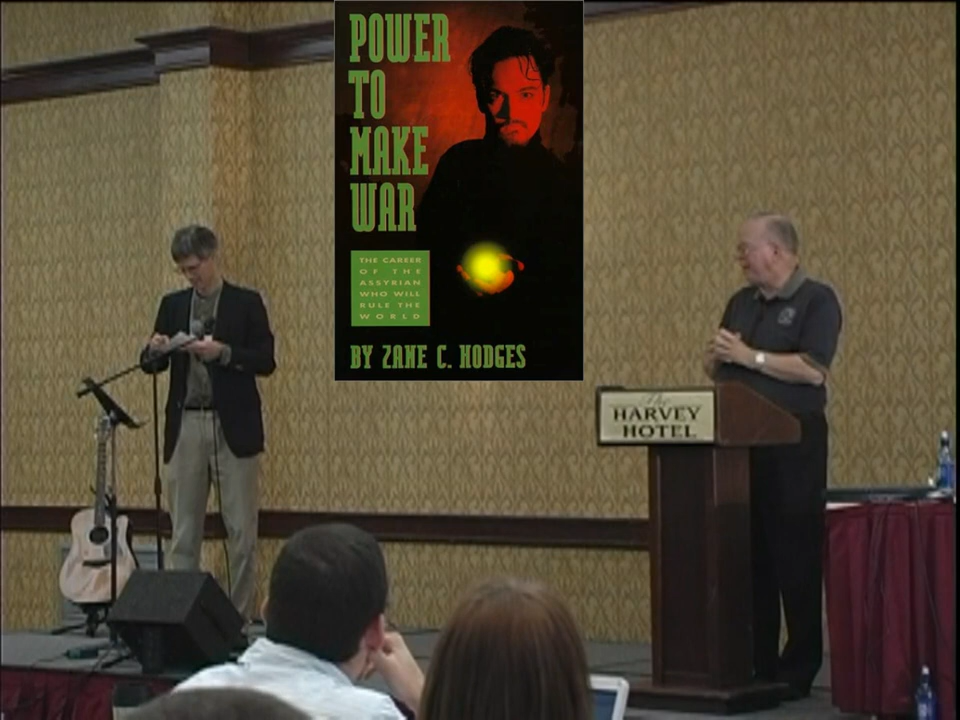 POWER
TO
MAKE
WAR
THE CAREER
OF THE
ASSYRIAN
WHO WILL
RULE THE
WORLD
BY ZANE C. HODGES
The
HARVEY
HOTEL